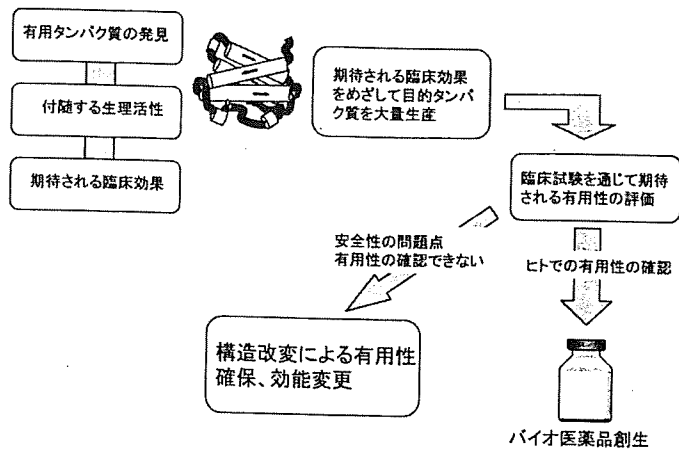 有用タンパク質の発見
付随する生理活性
期待される臨床効果
期待される臨床効果
をめざして目的タンパ
ク質を大量生産
臨床試験を通じて期待
される有用性の評価
安全性の問題点
有用性の確認できない
ヒトでの有用性の確認
構造改変による有用性
確保、効能変更
バイオ医薬品創生